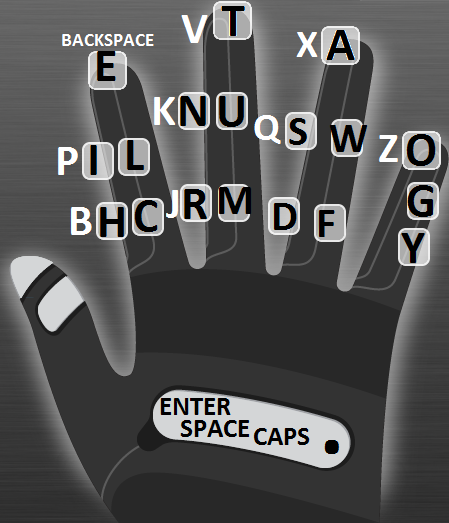 V T
BACKSPACE
X A
E
K N U
Q S W
Z O
P I L
B H C
J R M
D F
G
Y
ENTER
SPACE CAPS